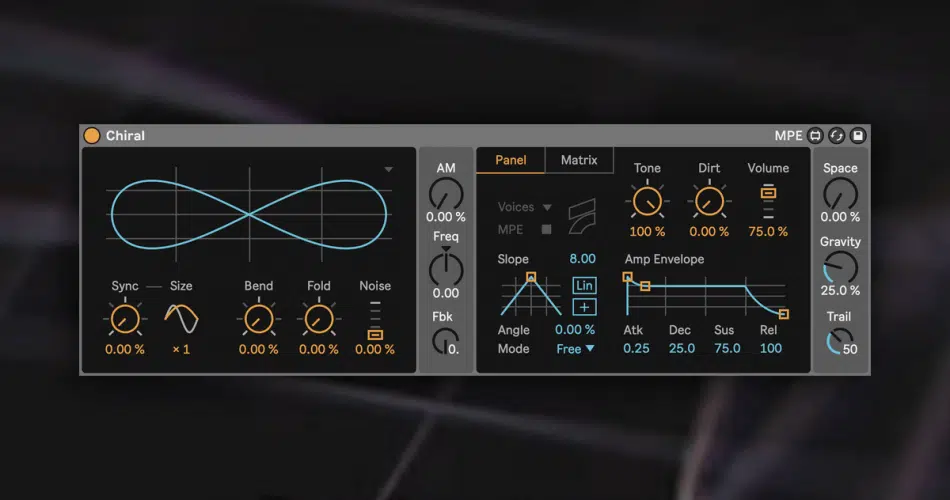 Chiral
MPE
Sync
Size
Bend
Fold
Noise
0.00 %
× 1
0.00 %
0.00 %
0.00 %
AM
0.00 %
Freq
0.00
Fbk
0.
Panel
Matrix
Voices
MPE
Tone
Dirt
Volume
100 %
0.00 %
75.0 %
Slope
8.00
Lin
+
Angle
0.00 %
Mode
Free
Amp Envelope
Atk
Dec
Sus
Rel
0.25
25.0
75.0
100
Space
0.00 %
Gravity
25.0 %
Trail
50